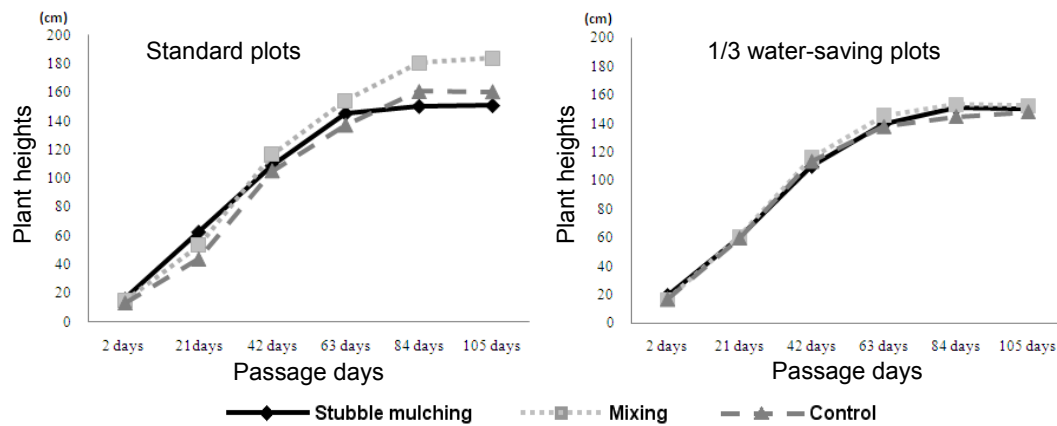 (cm)
200
180
160
140
120
100
80
60
40
20
0
Plant heights
Standard plots
2 days 21days 42 days 63 days 84 days 105 days
Passage days
(cm)
200
180
160
140
120
100
80
60
40
20
0
Plant heights
1/3 water-saving plots
2 days 21 days 42 days 63 days 84 days 105 days
Passage days
Stubble mulching Mixing Control